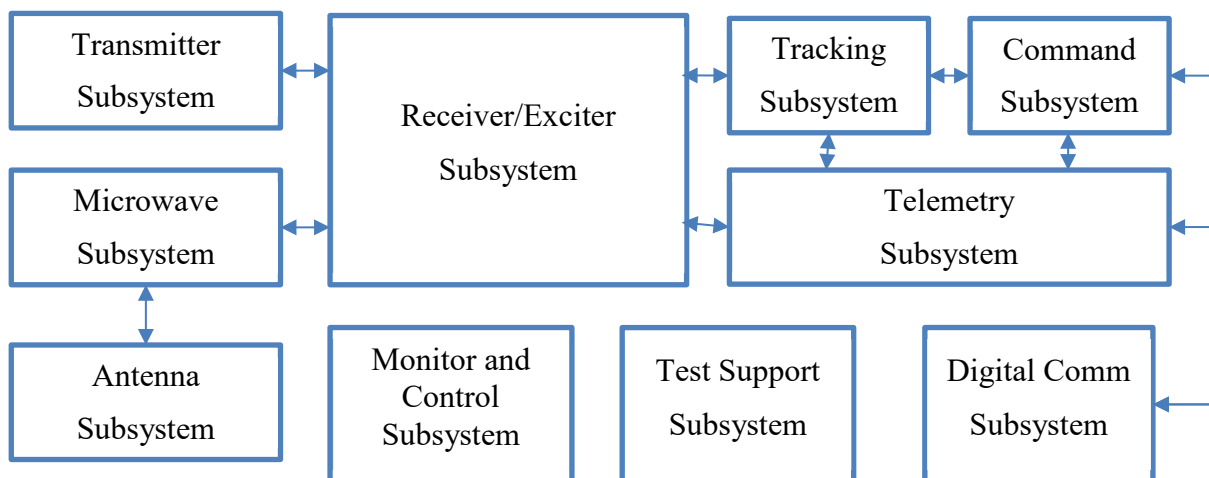 Transmitter
Subsystem
Receiver/Exciter
Subsystem
Tracking
Subsystem
Command
Subsystem
Microwave
Subsystem
Telemetry
Subsystem
Antenna
Subsystem
Monitor and
Control
Subsystem
Test Support
Subsystem
Digital Comm
Subsystem